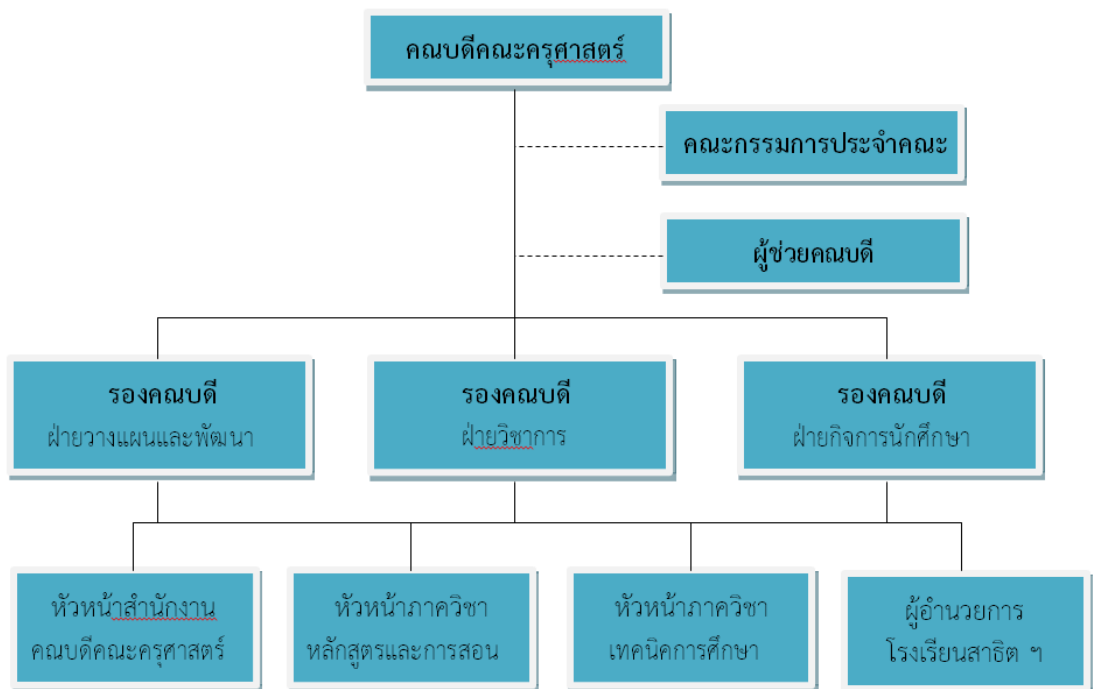 คณบดีคณะครุศาสตร์
คณะกรรมการประจำคณะ
ผู้ช่วยคณบดี
รองคณบดี
ฝ่ายวางแผนและพัฒนา
รองคณบดี
ฝ่ายวิชาการ
รองคณบดี
ฝ่ายกิจการนักศึกษา
หัวหน้าสำนักงาน
คณบดีคณะครุศาสตร์
หัวหน้าภาควิชา
หลักสูตรและการสอน
หัวหน้าภาควิชา
เทคนิคการศึกษา
ผู้อำนวยการ
โรงเรียนสาธิต ฯ